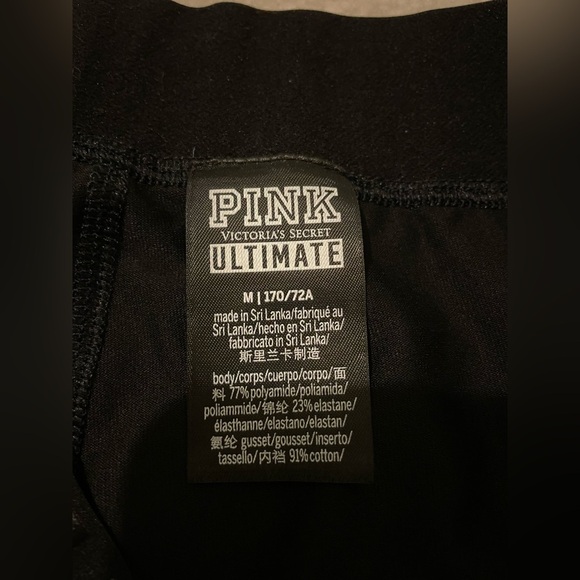 PINK
VICTORIA'S SECRET
ULTIMATE
M | 170/72A
made in Sri Lanka/fabriqué au
Sri Lanka/hecho en Sri Lanka/
fabbricato in Sri Lanka/
斯里兰卡制造
body/corps/cuerpo/corpo/面
料 77% polyamide/poliamida/
poliammide/锦纶 23% elastane/
élasthanne/elastano/elastan/
氨纶 gusset/gousset/inserto/
tassello/内裆 91% cotton/